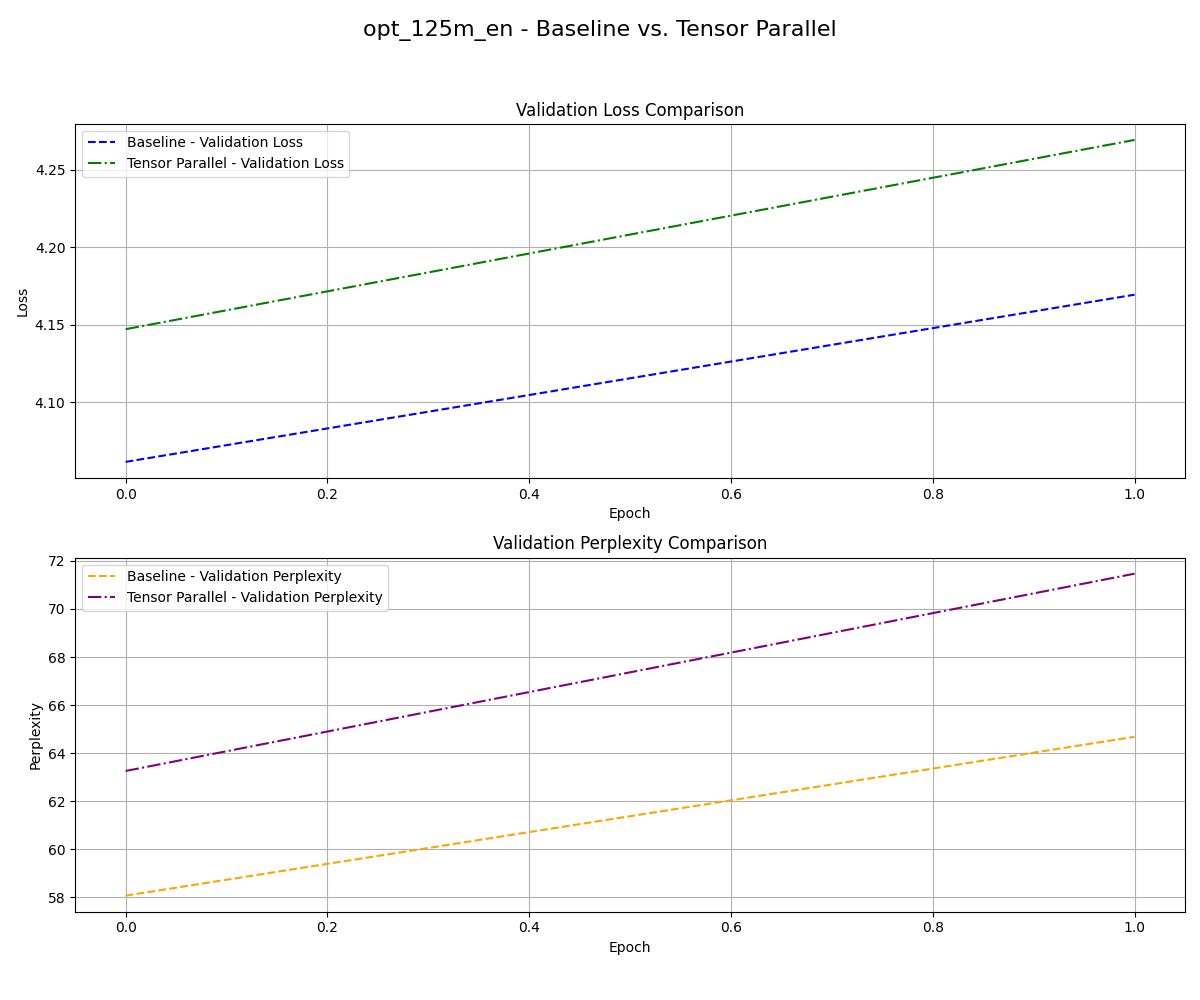 opt_125m_en - Baseline vs. Tensor Parallel
Validation Loss Comparison
Baseline - Validation Loss
Tensor Parallel - Validation Loss
4.25
4.20
4.15
4.10
Loss
0.0 0.2 0.4 0.6 0.8 1.0
Epoch
Validation Perplexity Comparison
Baseline - Validation Perplexity
Tensor Parallel - Validation Perplexity
72
70
68
66
64
62
60
58
Perplexity
0.0 0.2 0.4 0.6 0.8 1.0
Epoch